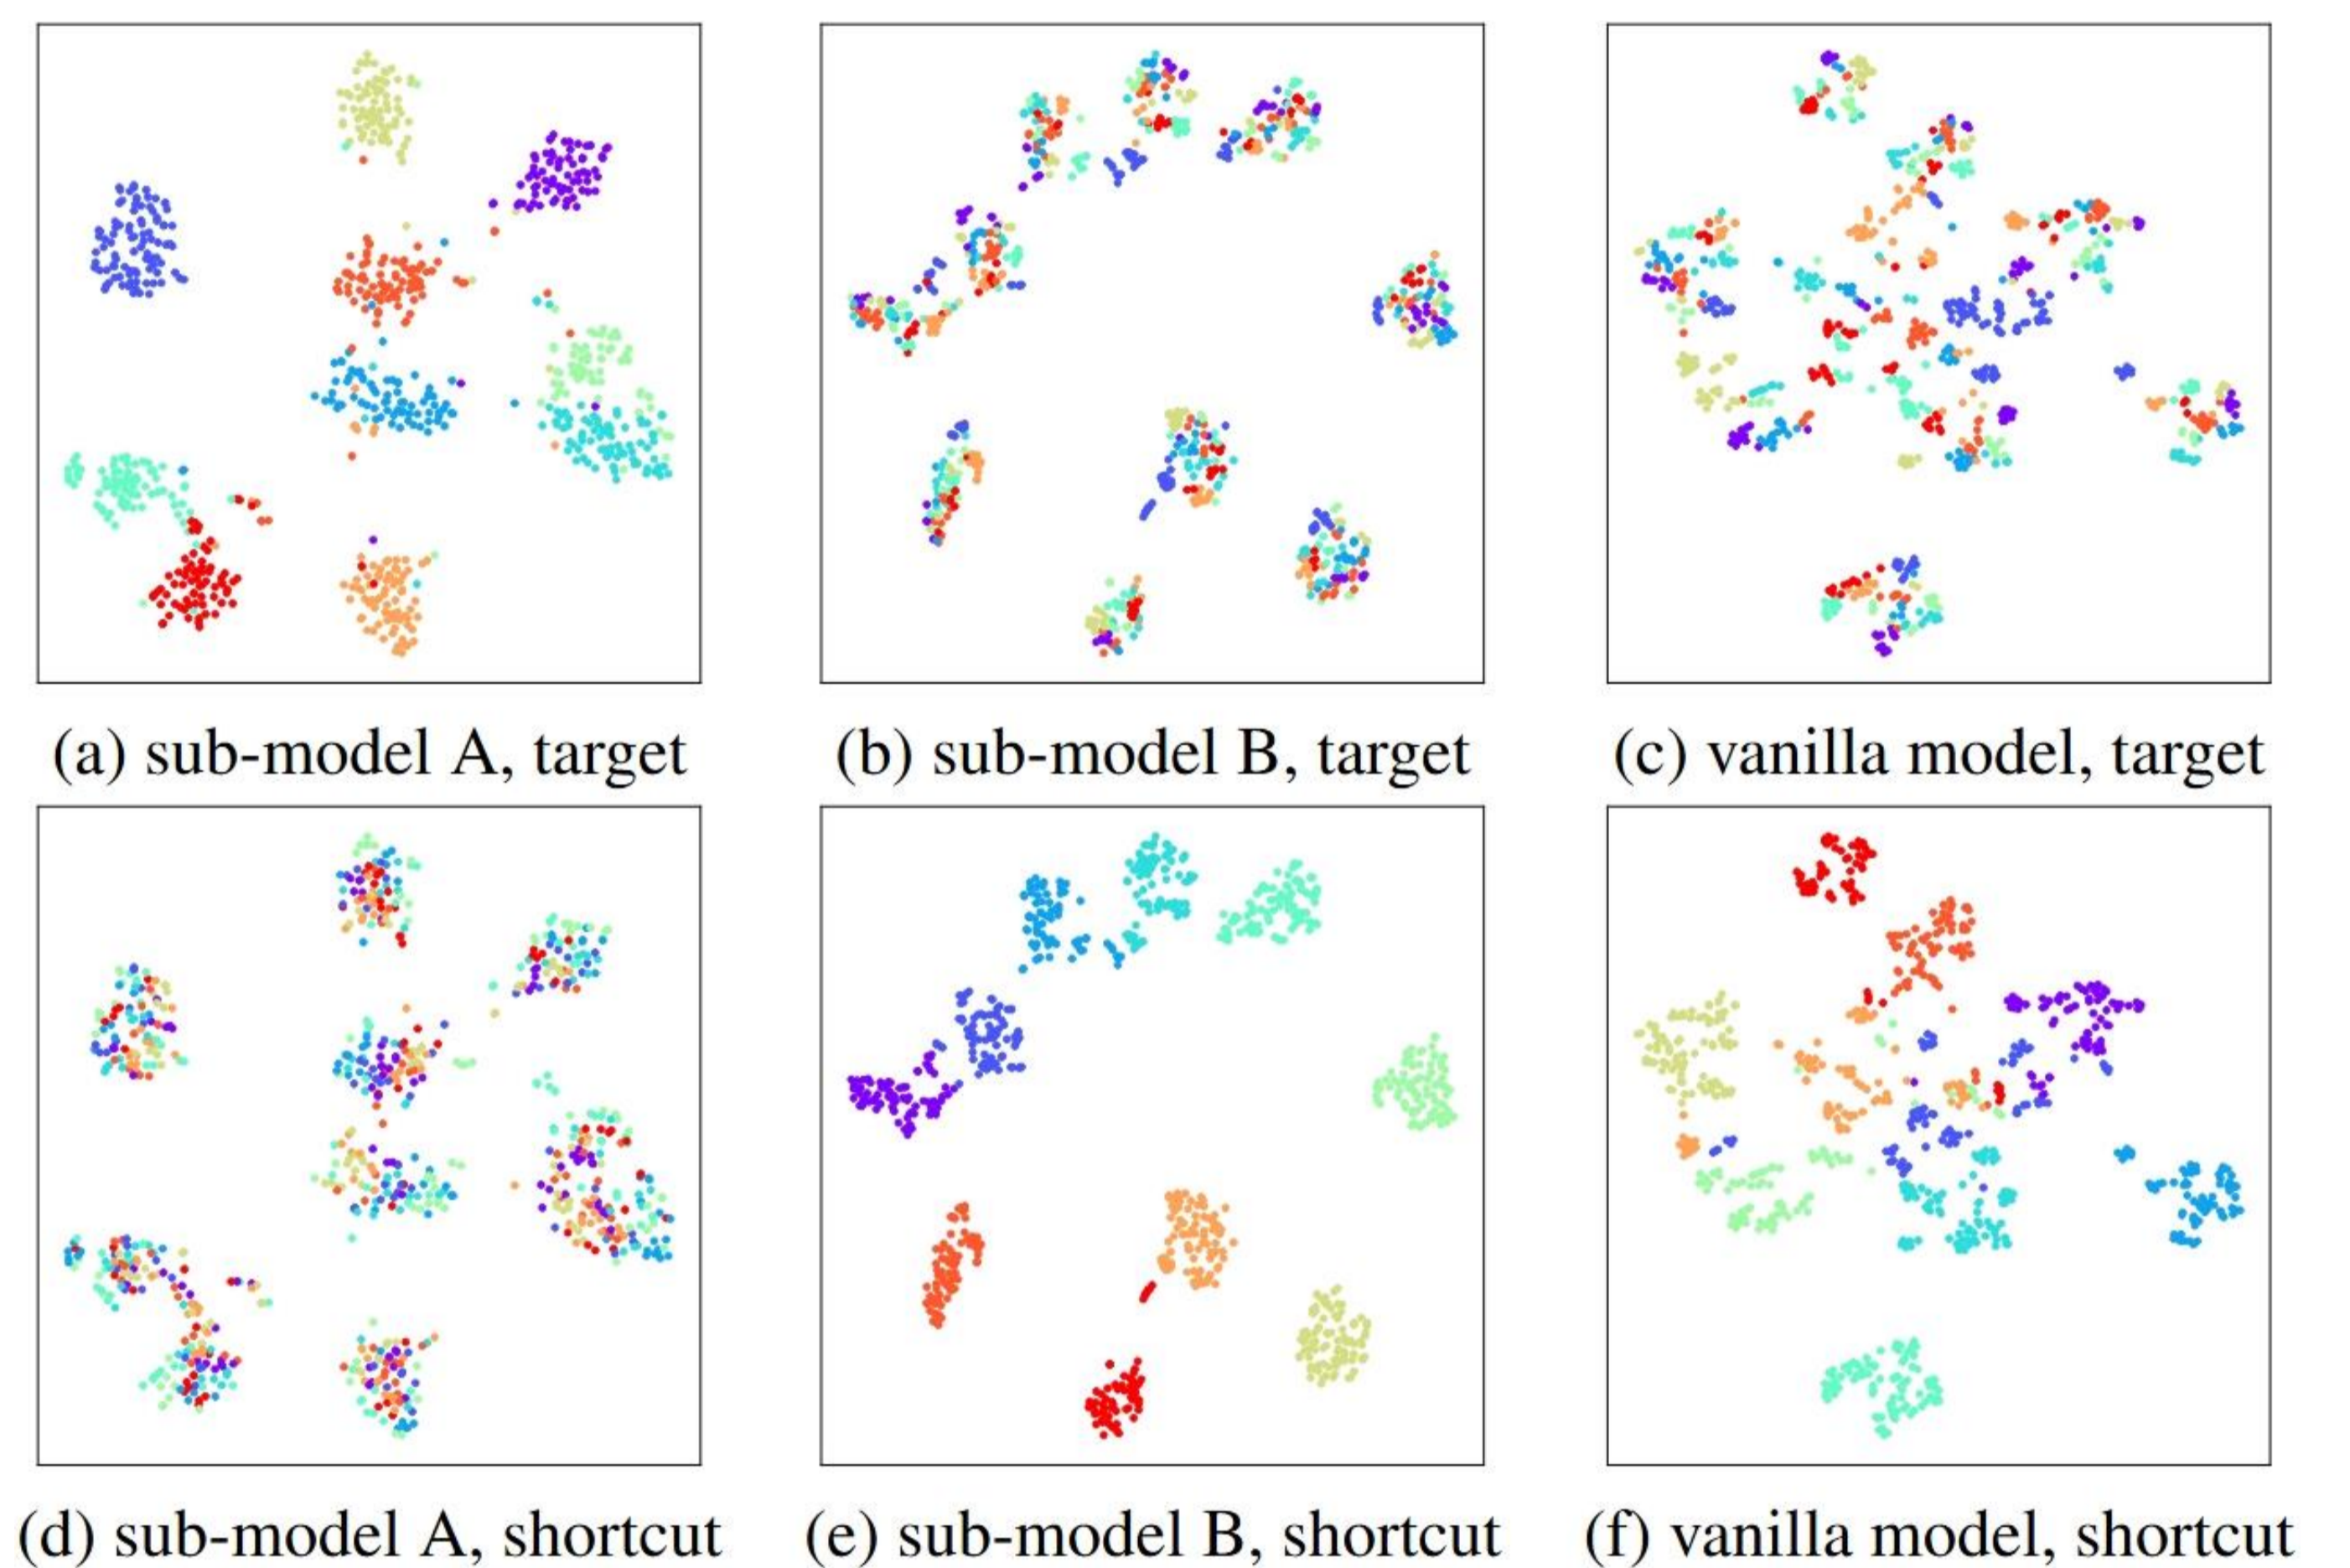 (a) sub-model A, target
(b) sub-model B, target
(c) vanilla model, target
(d) sub-model A, shortcut
(e) sub-model B, shortcut
(f) vanilla model, shortcut